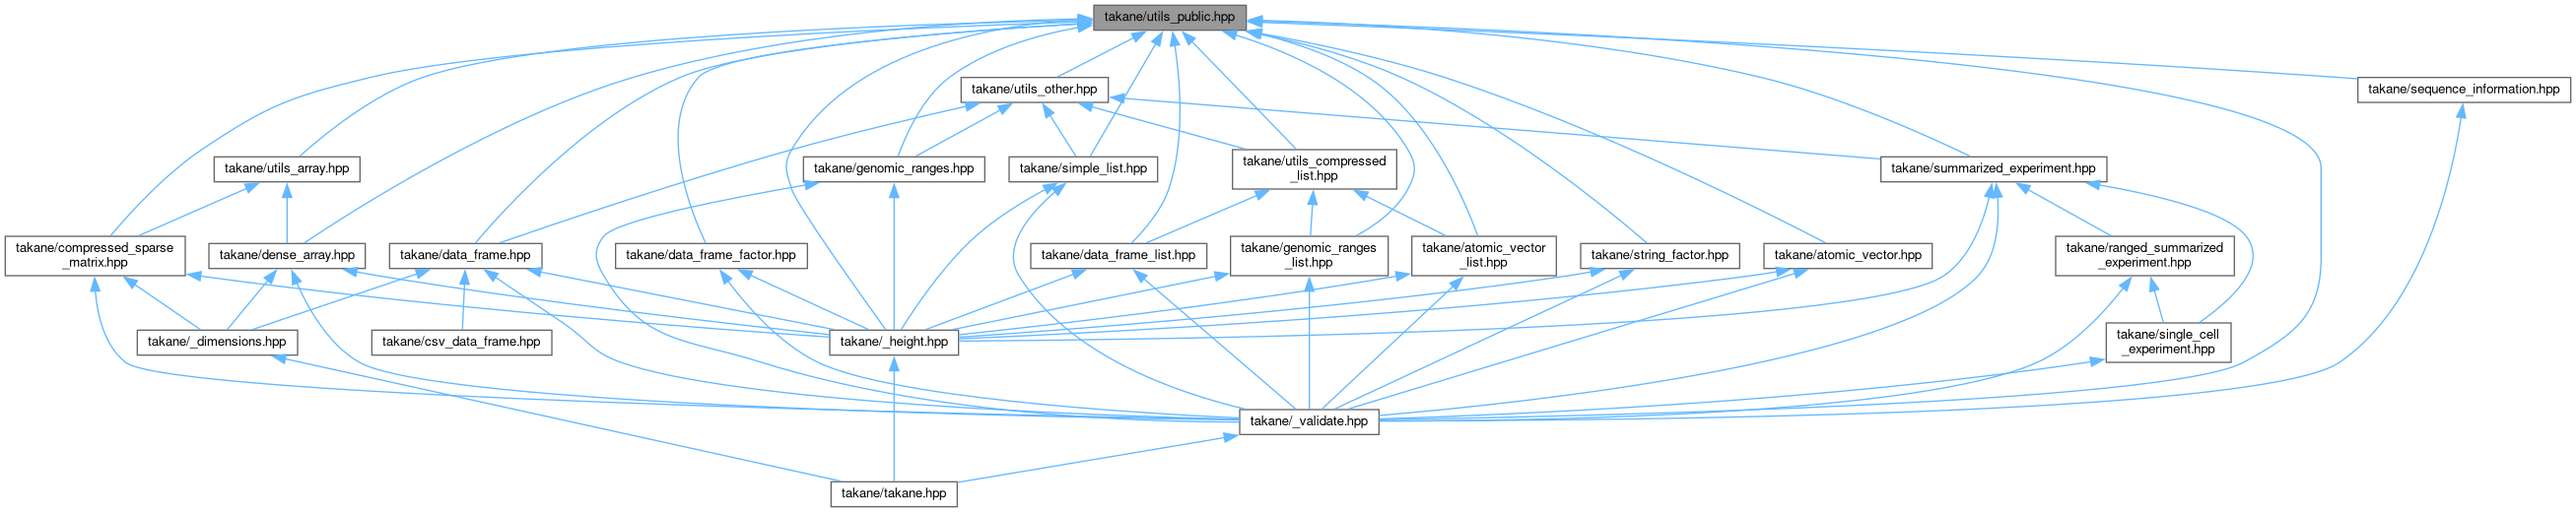 takane/utils_public.hpp
takane/utils_other.hpp
takane/sequence_information.hpp
takane/utils_array.hpp
takane/genomic_ranges.hpp
takane/simple_list.hpp
takane/utils_compressed
_list.hpp
takane/summarized_experiment.hpp
takane/compressed_sparse
_matrix.hpp
takane/dense_array.hpp
takane/data_frame.hpp
takane/data_frame_factor.hpp
takane/data_frame_list.hpp
takane/genomic_ranges
_list.hpp
takane/atomic_vector
_list.hpp
takane/string_factor.hpp
takane/atomic_vector.hpp
takane/ranged_summarized
_experiment.hpp
takane/_dimensions.hpp
takane/csv_data_frame.hpp
takane/_height.hpp
takane/single_cell
_experiment.hpp
takane/_validate.hpp
takane/takane.hpp